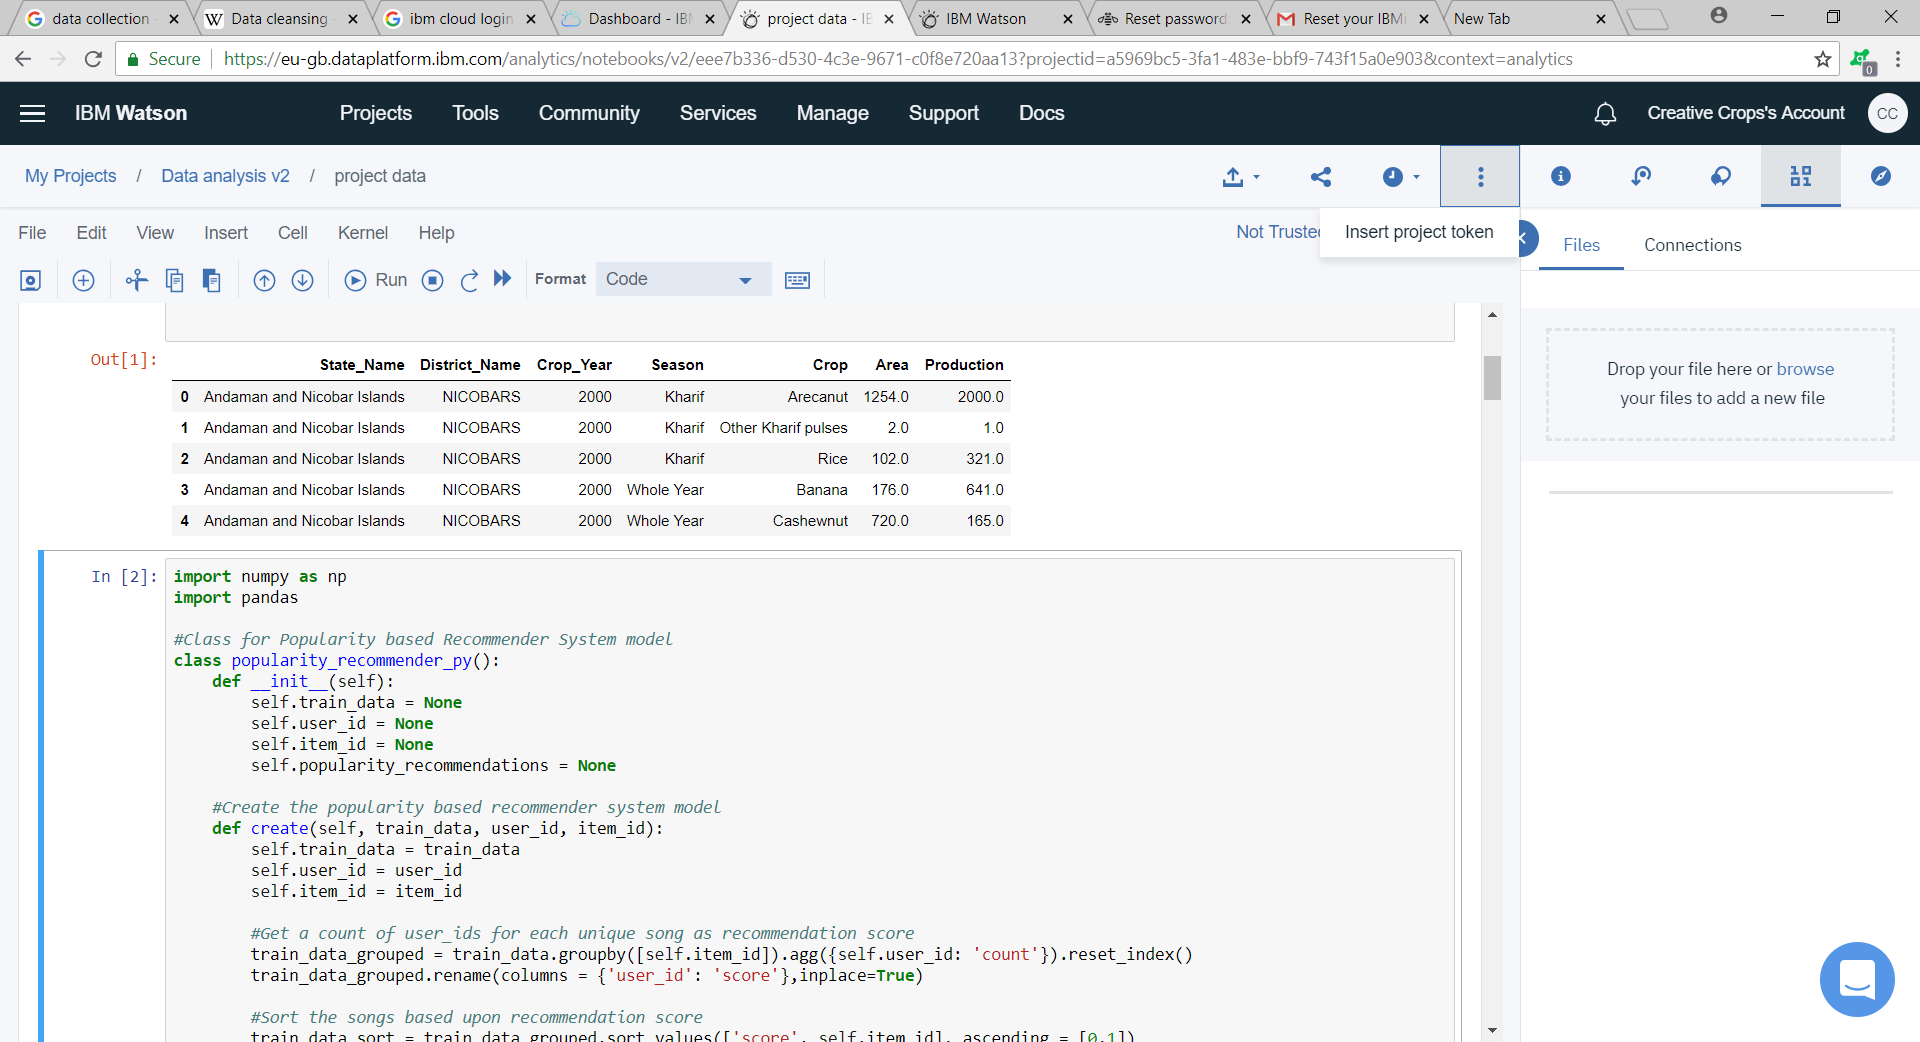 data collection
Data cleansing
ibm cloud login
Dashboard - IBM
project data - IB
IBM Watson
Reset password
Reset your IBMi
New Tab
Secure https://eu-gb.dataplatform.ibm.com/analytics/notebooks/v2/eee7b336-d530-4c3e-9671-c0f8e720aa13?projectid=a5969bc5-3fa1-483e-bbf9-743f15a0e903&context=analytics
0
IBM Watson Projects Tools Community Services Manage Support Docs Creative Crops's Account CC
My Projects / Data analysis v2 / project data
File Edit View Insert Cell Kernel Help Not Trusted Insert project token
Files Connections
Run Format Code
Drop your file here or browse
your files to add a new file
Out[1]:
State_Name District_Name Crop_Year Season Crop Area Production
0 Andaman and Nicobar Islands NICOBARS 2000 Kharif Arecanut 1254.0 2000.0
1 Andaman and Nicobar Islands NICOBARS 2000 Kharif Other Kharif pulses 2.0 1.0
2 Andaman and Nicobar Islands NICOBARS 2000 Kharif Rice 102.0 321.0
3 Andaman and Nicobar Islands NICOBARS 2000 Whole Year Banana 176.0 641.0
4 Andaman and Nicobar Islands NICOBARS 2000 Whole Year Cashewnut 720.0 165.0
In [2]: import numpy as np
import pandas
#Class for Popularity based Recommender System model
class popularity_recommender_py():
def __init__(self):
self.train_data = None
self.user_id = None
self.item_id = None
self.popularity_recommendations = None
#Create the popularity based recommender system model
def create(self, train_data, user_id, item_id):
self.train_data = train_data
self.user_id = user_id
self.item_id = item_id
#Get a count of user_ids for each unique song as recommendation score
train_data_grouped = train_data.groupby([self.item_id]).agg({self.user_id: 'count'}).reset_index()
train_data_grouped.rename(columns = {'user_id': 'score'},inplace=True)
#Sort the songs based upon recommendation score
train_data_sort = train_data_grouped.sort_values(['score', self.item_id], ascending = [0,1])